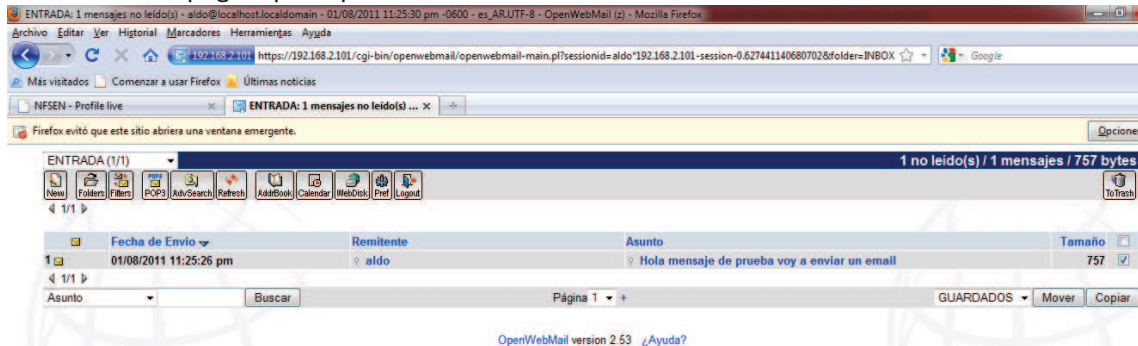 ENTRADA: 1 mensajes no leído(s) - aldo@localhost.localdomain - 01/08/2011 11:25:30 pm -0600 - es_AR.UTF-8 - OpenWebMail (z) - Mozilla Firefox
Archivo Editar Ver Historial Marcadores Herramientas Ayuda
192.168.2.101 https://192.168.2.101/cgi-bin/openwebmail/openwebmail-main.pl?sessionid=aldo*192.168.2.101-session-0.627441140680702&folder=INBOX Google
Más visitados Comenzar a usar Firefox Últimas noticias
NFSEN - Profile live ENTRADA: 1 mensajes no leído(s) ...
Firefox evitó que este sitio abriera una ventana emergente. Opcione
ENTRADA (1/1) 1 no leido(s) / 1 mensajes / 757 bytes
New Folders Filters POP3 AdvSearch Refresh AddrBook Calendar WebDisk Pref Logout ToTrash
1/1
Fecha de Envio Remitente Asunto Tamaño
1 01/08/2011 11:25:26 pm aldo Hola mensaje de prueba voy a enviar un email 757
1/1
Asunto Buscar Página 1 + GUARDADOS Mover Copiar
OpenWebMail version 2.53 ¿Ayuda?